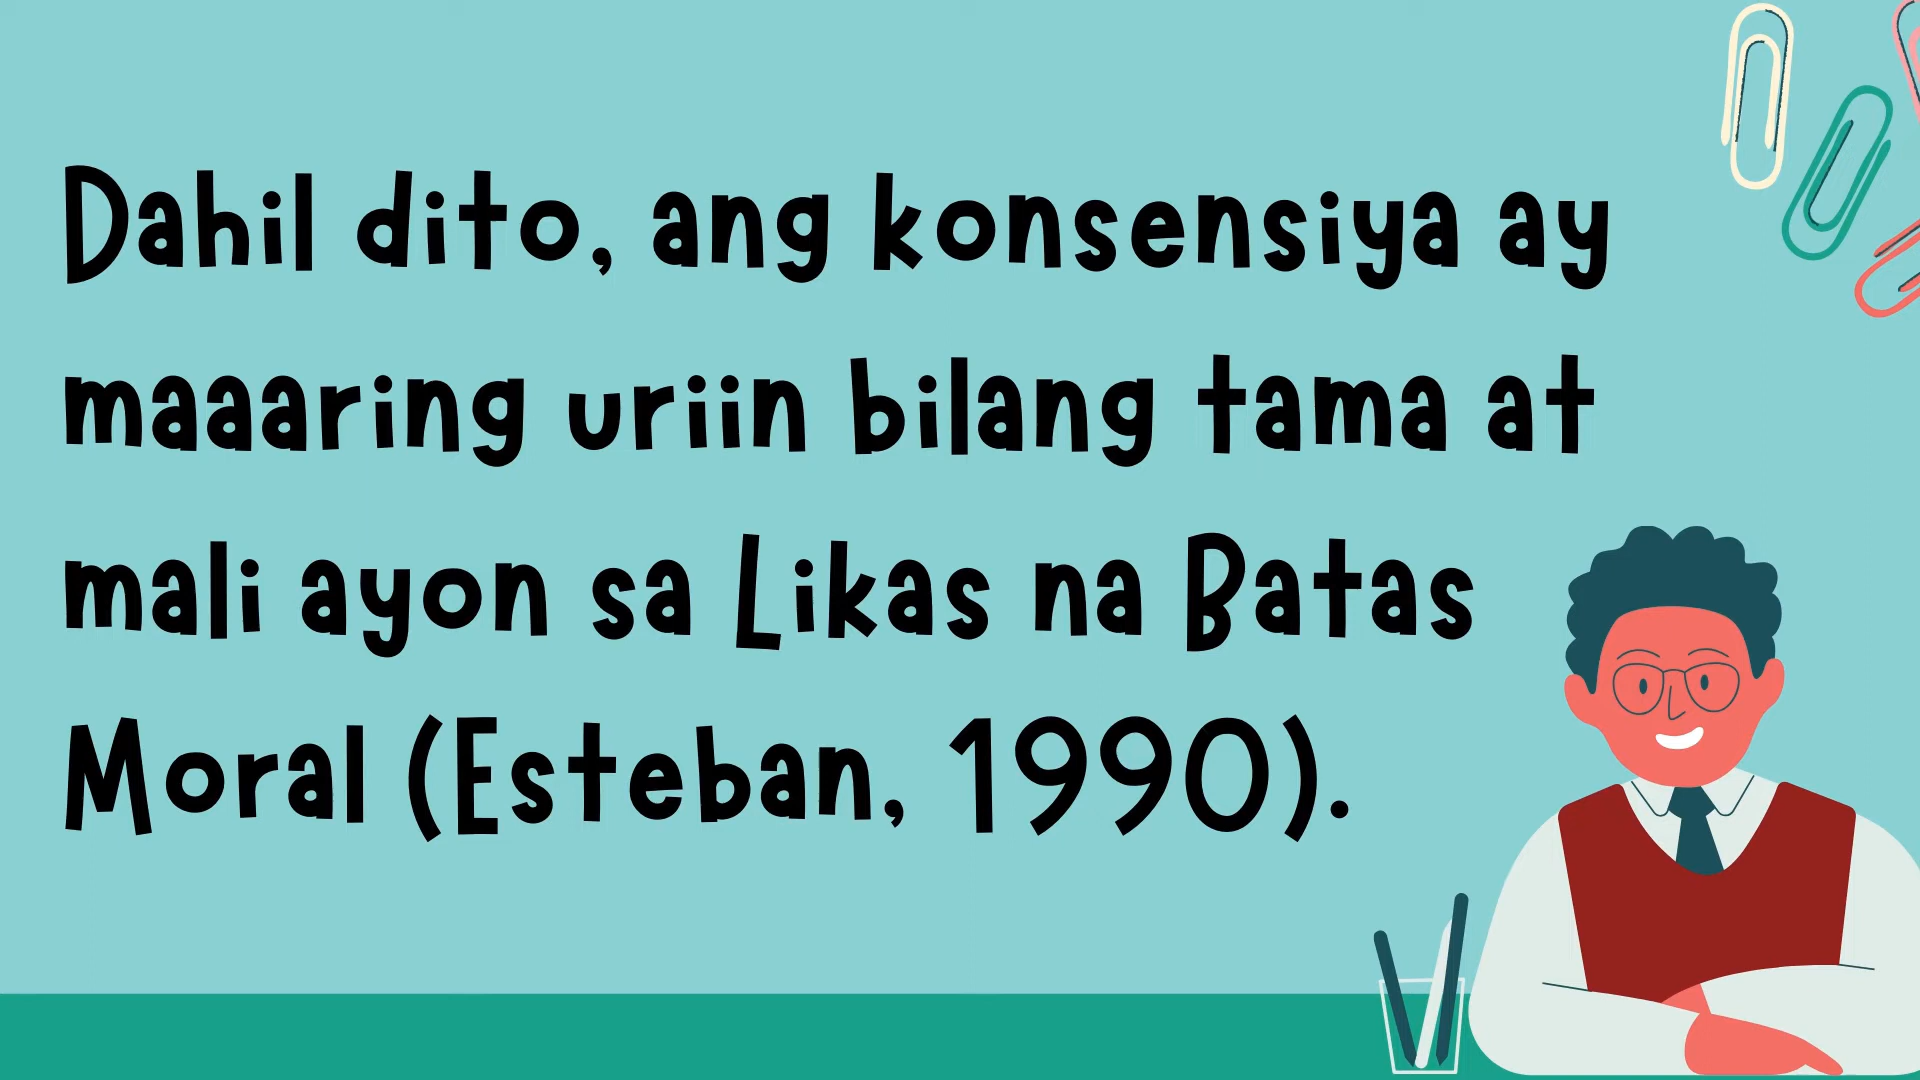 Dahil dito, ang konsensiya ay
maaaring uriin bilang tama at
mali ayon sa Likas na Batas
Moral (Esteban, 1990).